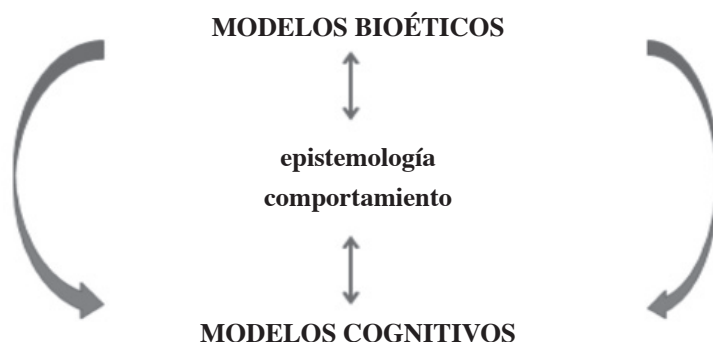 MODELOS BIOÉTICOS
epistemología
comportamiento
MODELOS COGNITIVOS